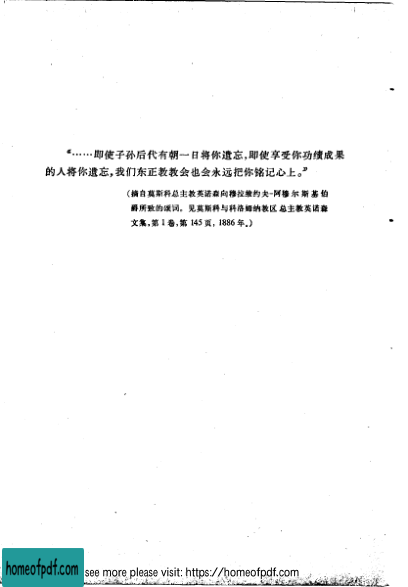 “……即使子孙后代有朝一日将你遗忘,即使享受你功绩成果
的人将你遗忘,我们东正教教会也会永远把你铭记心上。”
(摘自莫斯科总主教英诺森向穆拉维约夫-阿穆尔斯基伯
爵所致的颂词。见莫斯科与科洛姆纳教区总主教英诺森
文集,第1卷,第145页,1886年。)
homeofpdf.com
see more please visit: https://homeofpdf.com